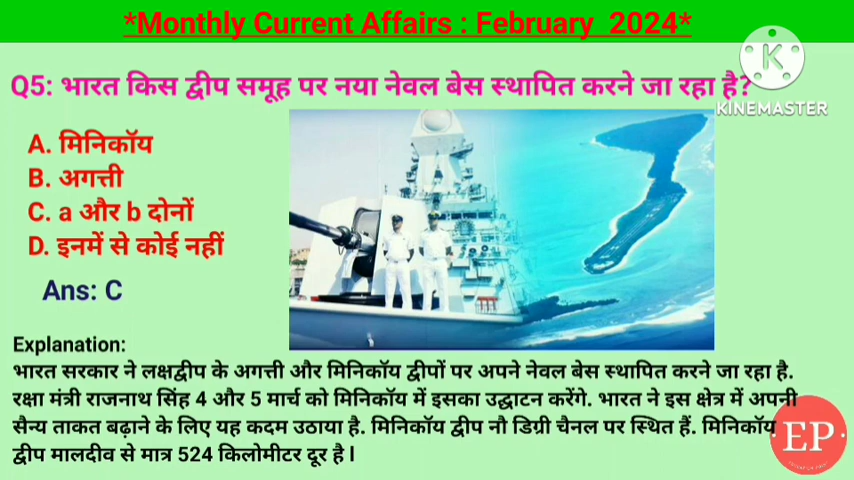 *Monthly Current Affairs : February 2024*
Q5: भारत किस द्वीप समूह पर नया नेवल बेस स्थापित करने जा रहा है?
K
KINEMASTER
A. मिनिकॉय
B. अगत्ती
C. a और b दोनों
D. इनमें से कोई नहीं
Ans: C
Explanation:
भारत सरकार ने लक्षद्वीप के अगत्ती और मिनिकॉय द्वीपों पर अपने नेवल बेस स्थापित करने जा रहा है.
रक्षा मंत्री राजनाथ सिंह 4 और 5 मार्च को मिनिकॉय में इसका उद्घाटन करेंगे. भारत ने इस क्षेत्र में अपनी
सैन्य ताकत बढ़ाने के लिए यह कदम उठाया है. मिनिकॉय द्वीप नौ डिग्री चैनल पर स्थित हैं. मिनिकॉय
द्वीप मालदीव से मात्र 524 किलोमीटर दूर है l
EP